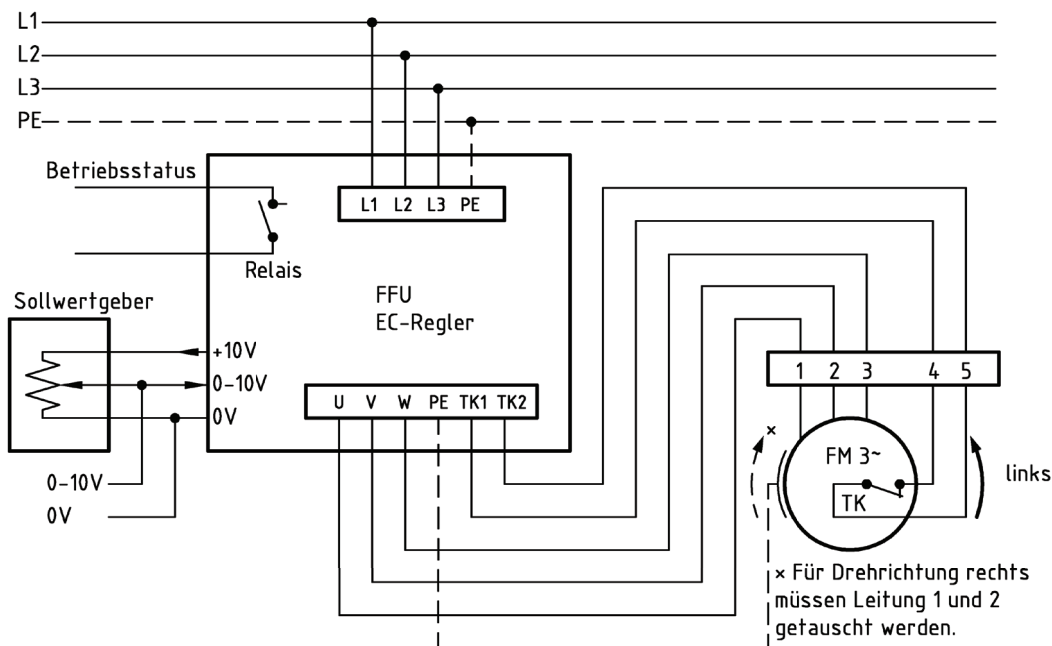 L1
L2
L3
PE
Betriebsstatus
L1 L2 L3 PE
Relais
FFU
EC-Regler
Sollwertgeber
+10V
0-10V
0V
0-10V
0V
U V W PE TK1 TK2
1 2 3 4 5
×
FM 3~
TK
links
× Für Drehrichtung rechts
müssen Leitung 1 und 2
getauscht werden.